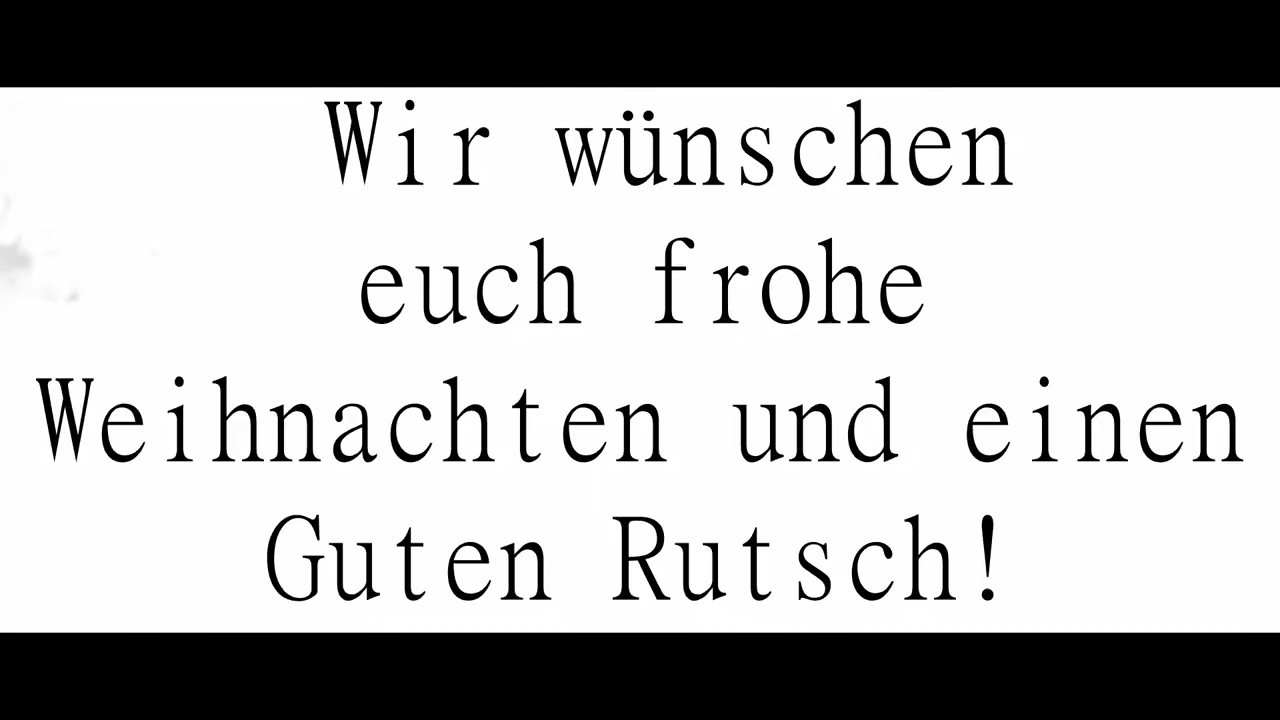 Wir wünschen
euch frohe
Weihnachten und einen
Guten Rutsch!